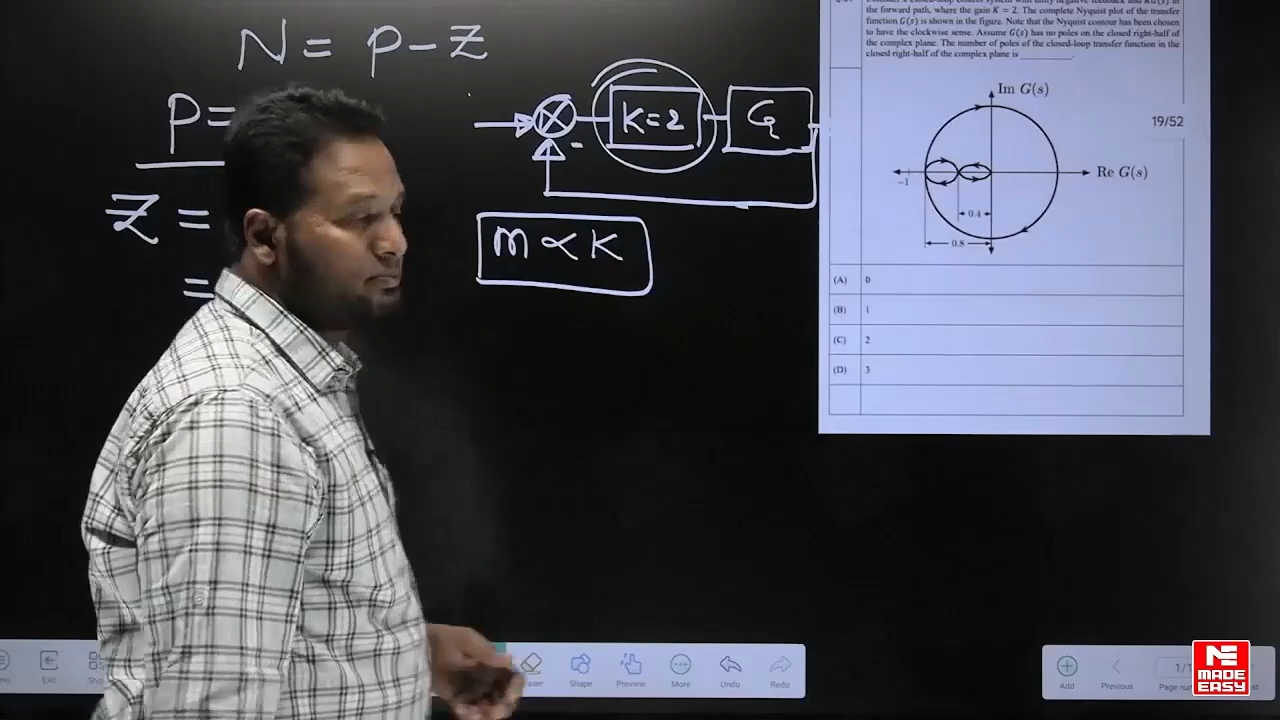 N = P - Z
P =
Z =
=
K = 2
G
-
m ∝ K
the forward path, where the gain K = 2. The complete Nyquist plot of the transfer
function G(s) is shown in the figure. Note that the Nyquist contour has been chosen
to have the clockwise sense. Assume G(s) has no poles on the closed right-half of
the complex plane. The number of poles of the closed-loop transfer function in the
closed right-half of the complex plane is __________.
Im G(s)
19/52
Re G(s)
-1
0.4
0.8
(A) 0
(B) 1
(C) 2
(D) 3
Exit
Shape
Preview
More
Undo
Redo
Add
Previous
1/1
MADE
EASY